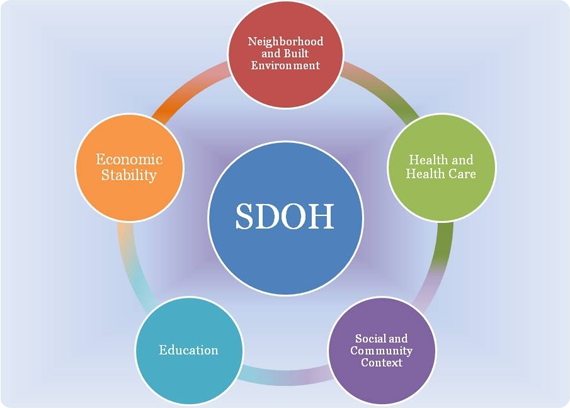 Neighborhood
and Built
Environment
Economic
Stability
Health and
Health Care
SDOH
Education
Social and
Community
Context